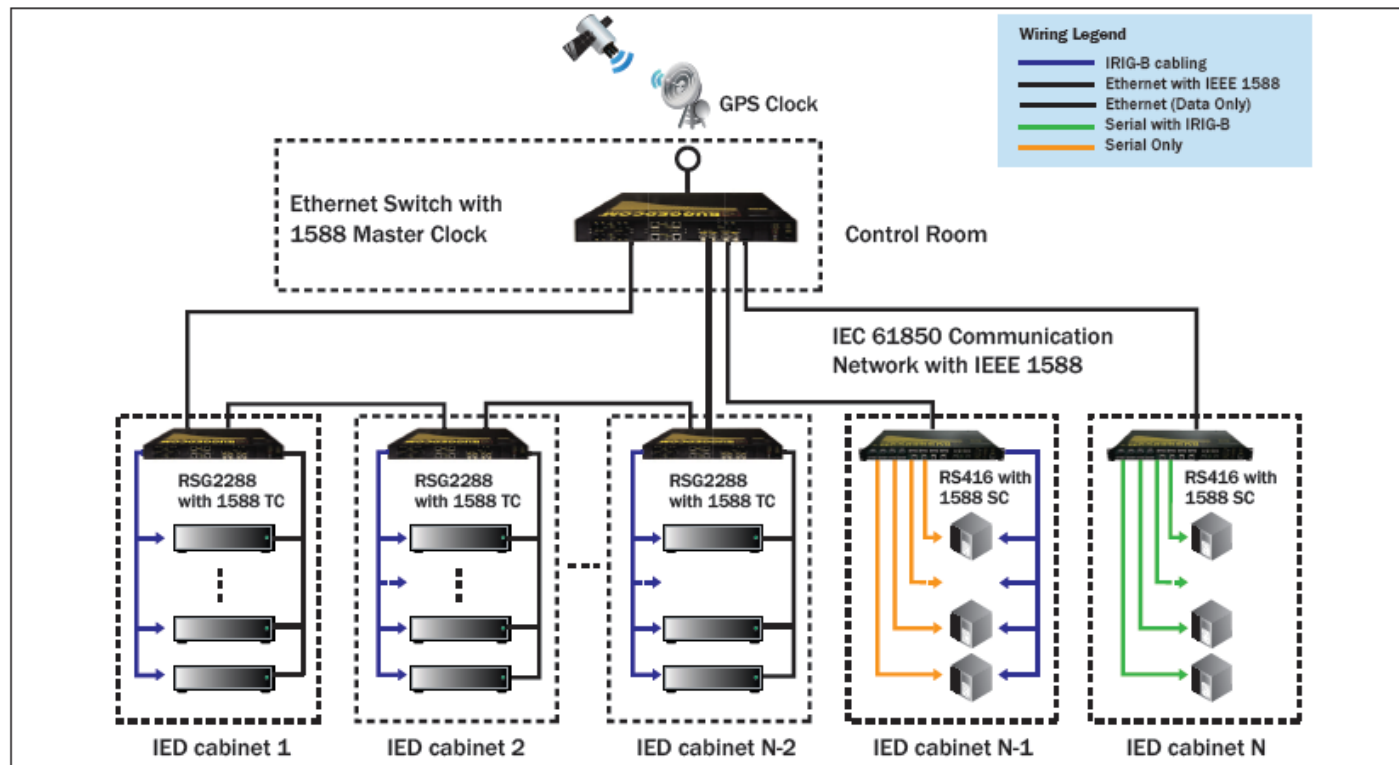 Wiring Legend
IRIG-B cabling
Ethernet with IEEE 1588
Ethernet (Data Only)
Serial with IRIG-B
Serial Only
GPS Clock
Ethernet Switch with
1588 Master Clock
RUGGEDCOM
Control Room
IEC 61850 Communication
Network with IEEE 1588
RSG2288
with 1588 TC
RSG2288
with 1588 TC
RSG2288
with 1588 TC
RS416 with
1588 SC
RS416 with
1588 SC
IED cabinet 1
IED cabinet 2
IED cabinet N-2
IED cabinet N-1
IED cabinet N